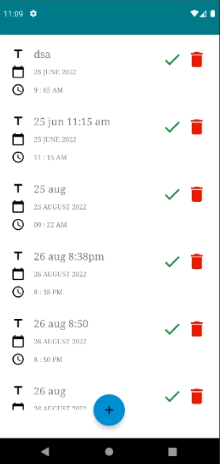 11:09
dsa
25 JUNE 2022
9 : 05 AM
25 jun 11:15 am
25 JUNE 2022
11 : 15 AM
25 aug
25 AUGUST 2022
09 : 22 AM
26 aug 8:38pm
26 AUGUST 2022
8 : 38 PM
26 aug 8:50
26 AUGUST 2022
8 : 50 PM
26 aug
26 AUGUST 2022